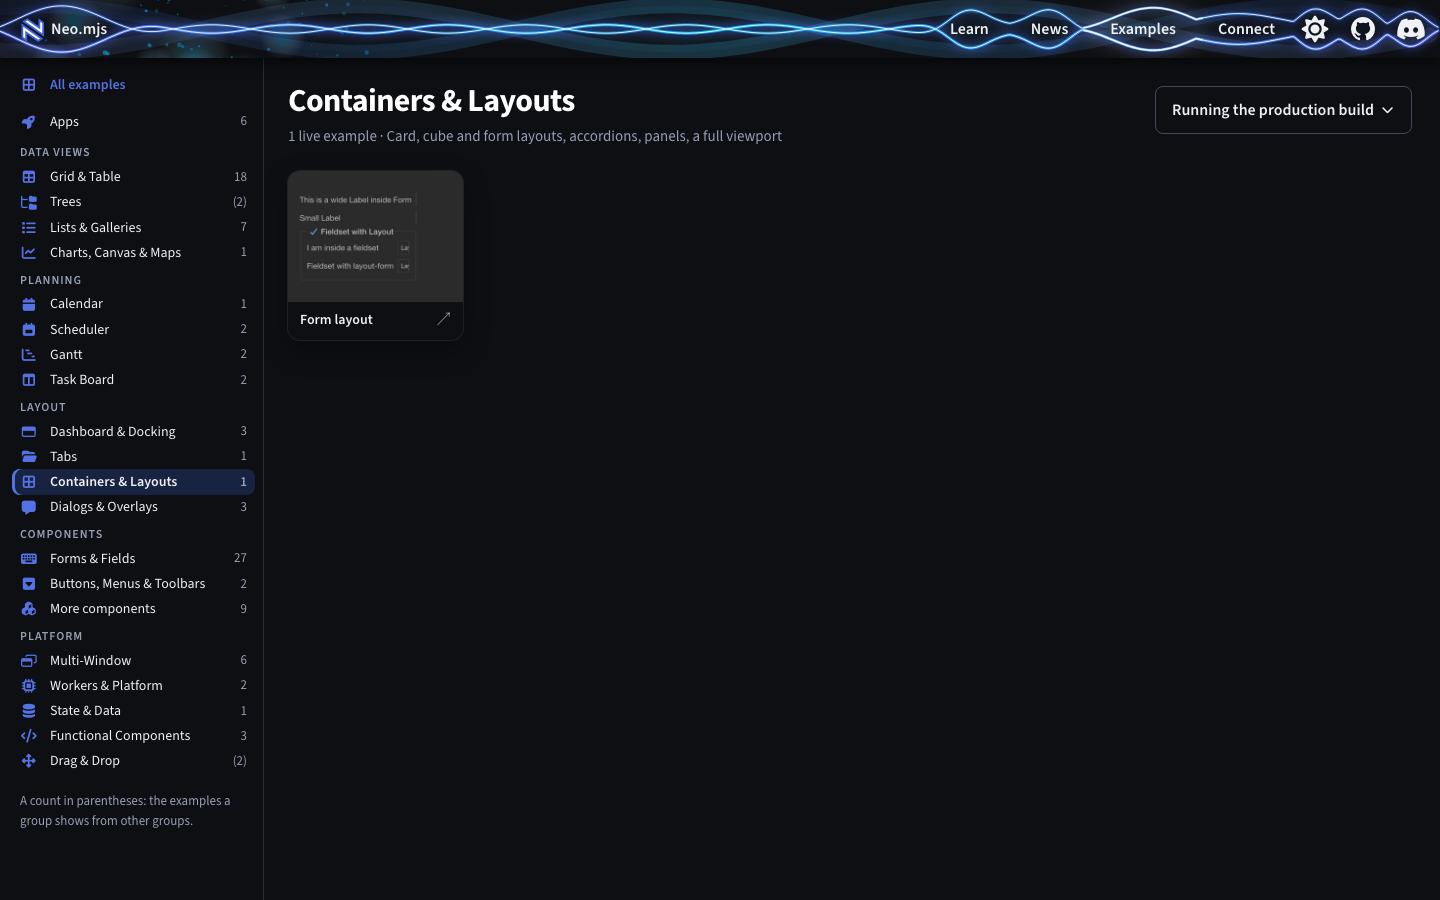 Neo.mjs
Learn
News
Examples
Connect
All examples
Apps 6
DATA VIEWS
Grid & Table 18
Trees (2)
Lists & Galleries 7
Charts, Canvas & Maps 1
PLANNING
Calendar 1
Scheduler 2
Gantt 2
Task Board 2
LAYOUT
Dashboard & Docking 3
Tabs 1
Containers & Layouts 1
Dialogs & Overlays 3
COMPONENTS
Forms & Fields 27
Buttons, Menus & Toolbars 2
More components 9
PLATFORM
Multi-Window 6
Workers & Platform 2
State & Data 1
Functional Components 3
Drag & Drop (2)
A count in parentheses: the examples a
group shows from other groups.
Containers & Layouts
1 live example · Card, cube and form layouts, accordions, panels, a full viewport
Running the production build
This is a wide Label inside Form
Small Label
Fieldset with Layout
I am inside a fieldset
Fieldset with layout-form
Form layout